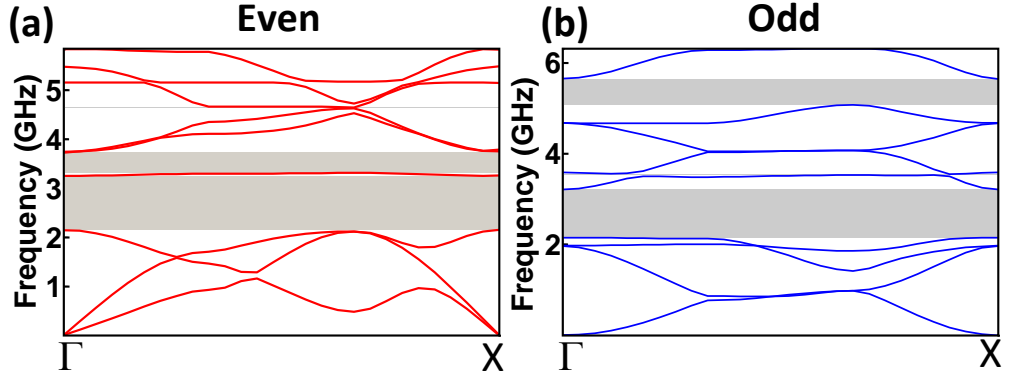 (a) Even
Frequency (GHz)
5
4
3
2
1
Γ X
(b) Odd
Frequency (GHz)
6
4
2
Γ X